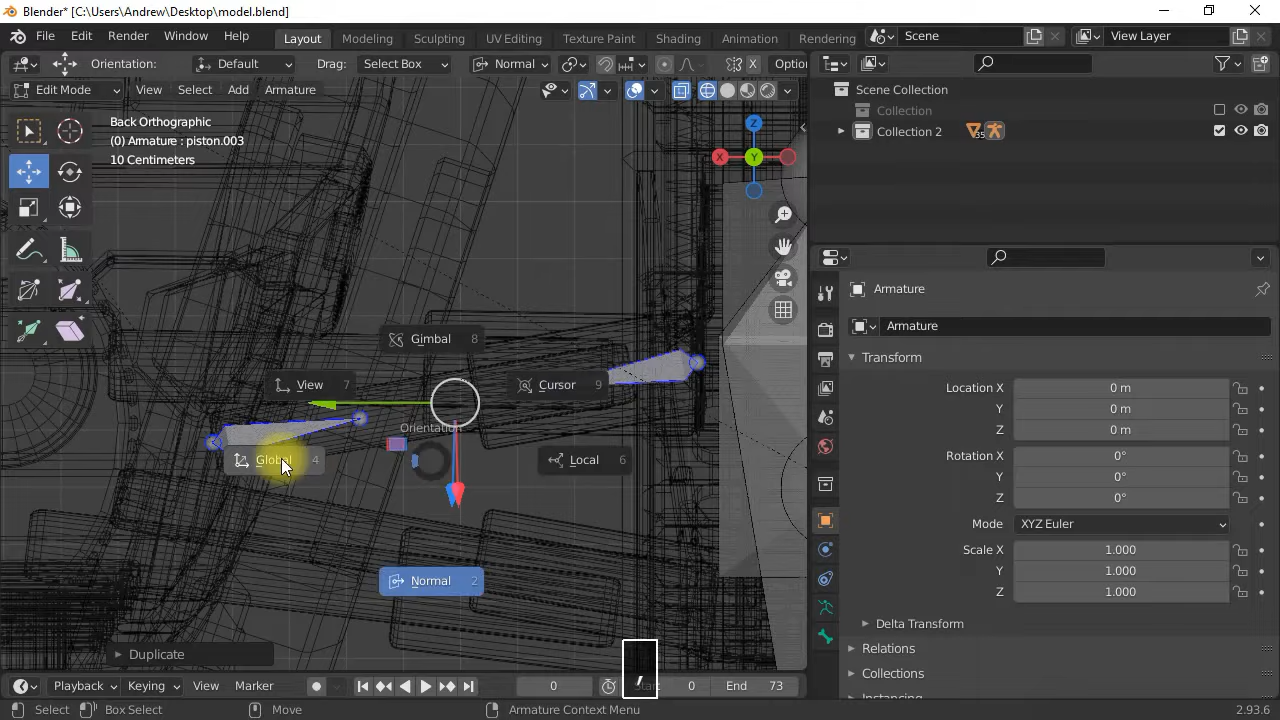 Blender* [C:\Users\Andrew\Desktop\model.blend]
File Edit Render Window Help Layout Modeling Sculpting UV Editing Texture Paint Shading Animation Rendering Scene View Layer
Orientation: Default Drag: Select Box Normal X Optio
Edit Mode View Select Add Armature
Scene Collection
Collection
Collection 2 35
Back Orthographic
(0) Armature : piston.003
10 Centimeters
Z
X Y
Armature
Armature
Transform
Location X 0 m
Y 0 m
Z 0 m
Rotation X 0°
Y 0°
Z 0°
Mode XYZ Euler
Scale X 1.000
Y 1.000
Z 1.000
Delta Transform
Relations
Collections
Instancing
Gimbal 8
View 7
Cursor 9
Orientation
Global 4
Local 6
Normal 2
Duplicate
,
Playback Keying View Marker 0 Start 0 End 73
Select Box Select Move Armature Context Menu 2.93.6